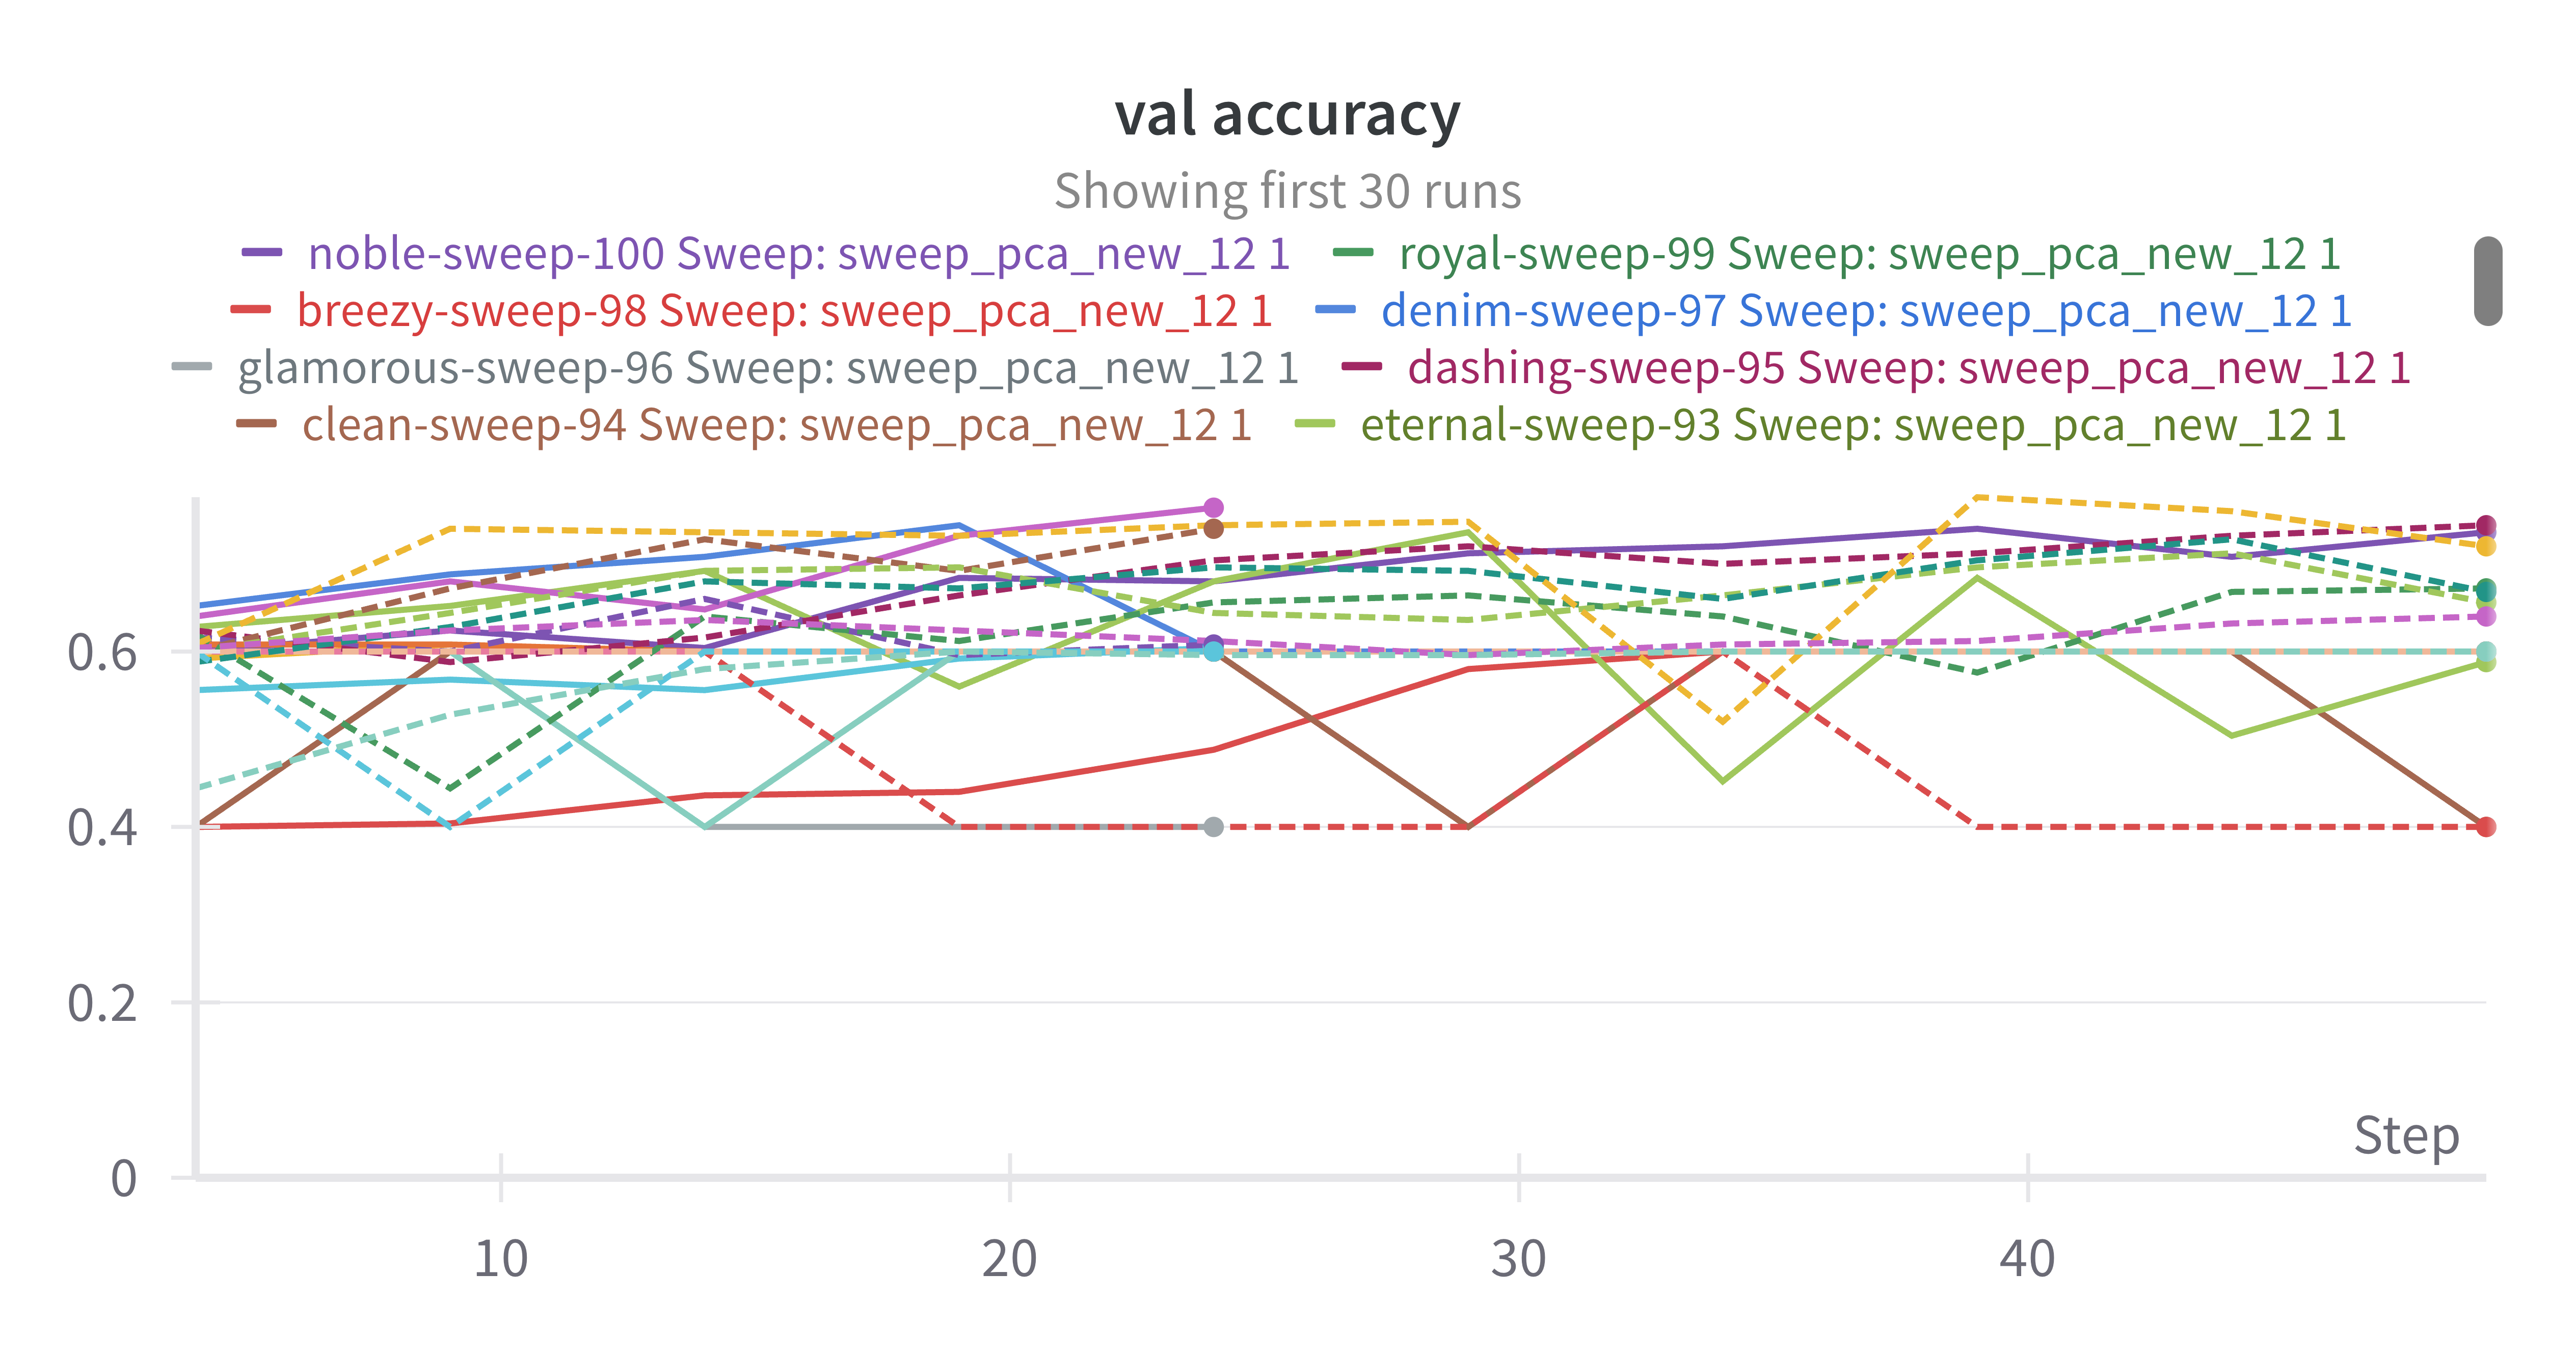 val accuracy
Showing first 30 runs
noble-sweep-100 Sweep: sweep_pca_new_12 1 royal-sweep-99 Sweep: sweep_pca_new_12 1
breezy-sweep-98 Sweep: sweep_pca_new_12 1 denim-sweep-97 Sweep: sweep_pca_new_12 1
glamorous-sweep-96 Sweep: sweep_pca_new_12 1 dashing-sweep-95 Sweep: sweep_pca_new_12 1
clean-sweep-94 Sweep: sweep_pca_new_12 1 eternal-sweep-93 Sweep: sweep_pca_new_12 1
0.6
0.4
0.2
Step
0
10 20 30 40